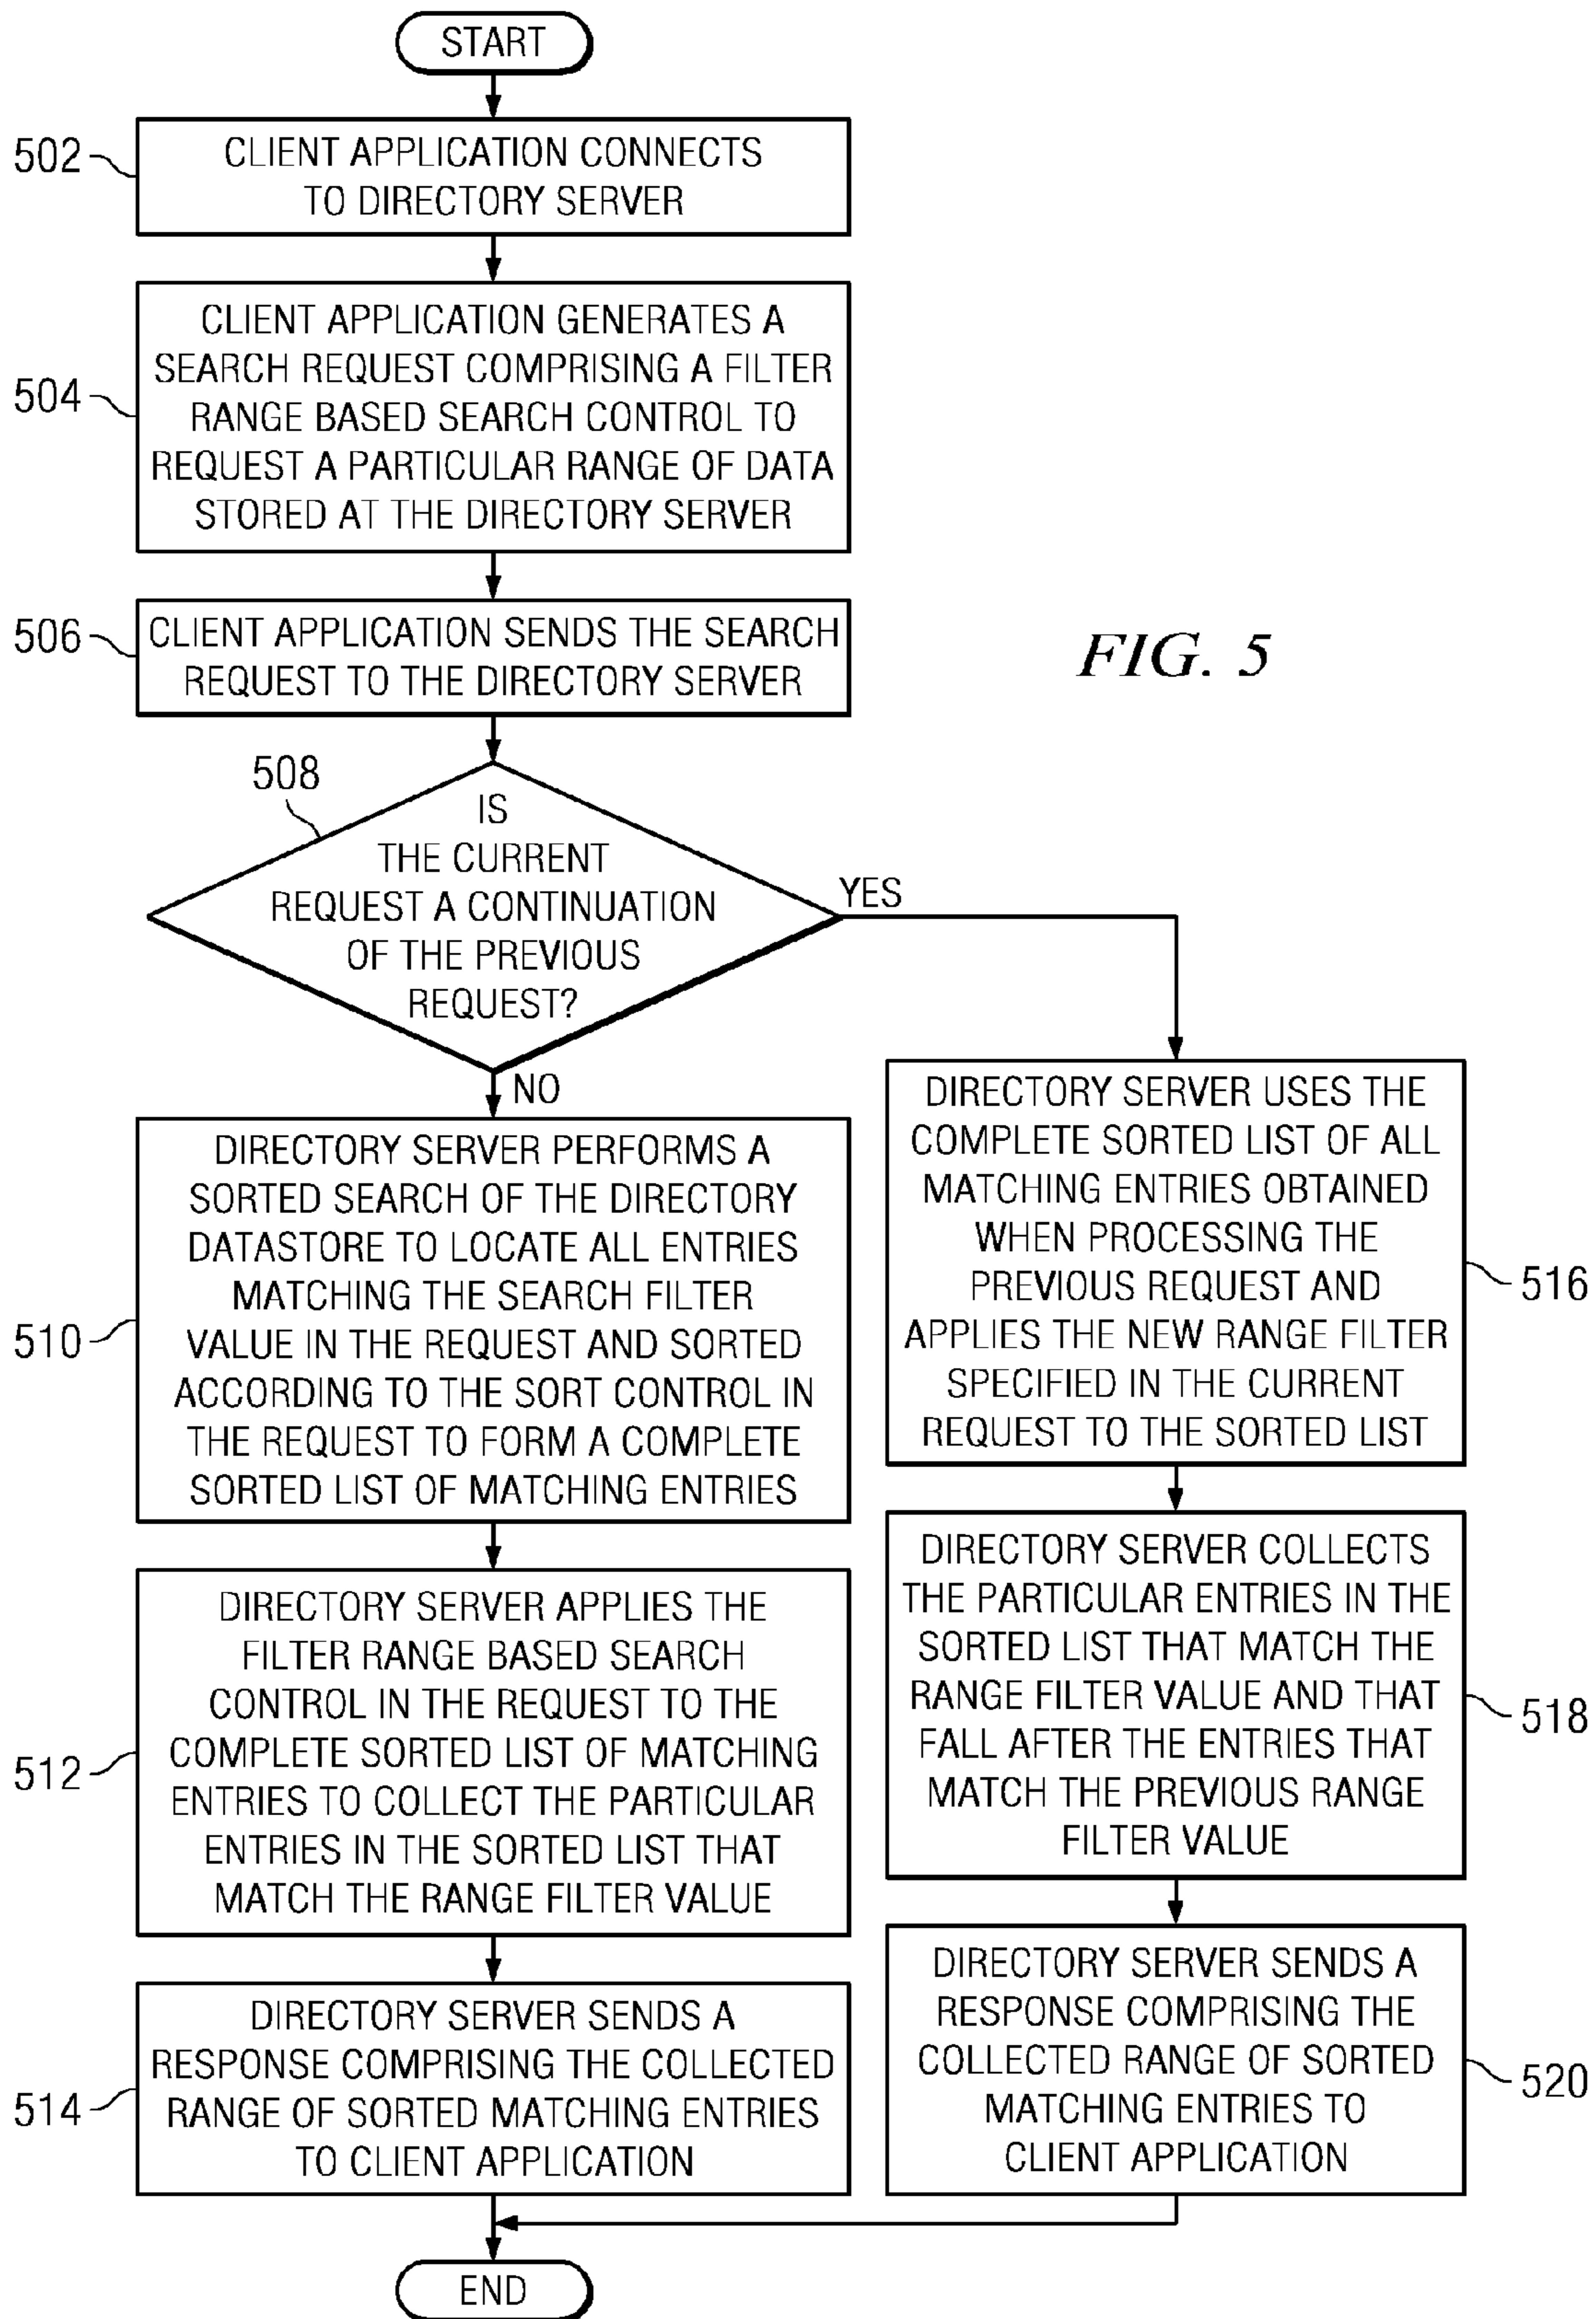 START
502
CLIENT APPLICATION CONNECTS
TO DIRECTORY SERVER
504
CLIENT APPLICATION GENERATES A
SEARCH REQUEST COMPRISING A FILTER
RANGE BASED SEARCH CONTROL TO
REQUEST A PARTICULAR RANGE OF DATA
STORED AT THE DIRECTORY SERVER
506
CLIENT APPLICATION SENDS THE SEARCH
REQUEST TO THE DIRECTORY SERVER
FIG. 5
508
IS
THE CURRENT
REQUEST A CONTINUATION
OF THE PREVIOUS
REQUEST?
YES
NO
510
DIRECTORY SERVER PERFORMS A
SORTED SEARCH OF THE DIRECTORY
DATASTORE TO LOCATE ALL ENTRIES
MATCHING THE SEARCH FILTER
VALUE IN THE REQUEST AND SORTED
ACCORDING TO THE SORT CONTROL IN
THE REQUEST TO FORM A COMPLETE
SORTED LIST OF MATCHING ENTRIES
512
DIRECTORY SERVER APPLIES THE
FILTER RANGE BASED SEARCH
CONTROL IN THE REQUEST TO THE
COMPLETE SORTED LIST OF MATCHING
ENTRIES TO COLLECT THE PARTICULAR
ENTRIES IN THE SORTED LIST THAT
MATCH THE RANGE FILTER VALUE
514
DIRECTORY SERVER SENDS A
RESPONSE COMPRISING THE COLLECTED
RANGE OF SORTED MATCHING ENTRIES
TO CLIENT APPLICATION
DIRECTORY SERVER USES THE
COMPLETE SORTED LIST OF ALL
MATCHING ENTRIES OBTAINED
WHEN PROCESSING THE
PREVIOUS REQUEST AND
APPLIES THE NEW RANGE FILTER
SPECIFIED IN THE CURRENT
REQUEST TO THE SORTED LIST
516
DIRECTORY SERVER COLLECTS
THE PARTICULAR ENTRIES IN THE
SORTED LIST THAT MATCH THE
RANGE FILTER VALUE AND THAT
FALL AFTER THE ENTRIES THAT
MATCH THE PREVIOUS RANGE
FILTER VALUE
518
DIRECTORY SERVER SENDS A
RESPONSE COMPRISING THE
COLLECTED RANGE OF SORTED
MATCHING ENTRIES TO
CLIENT APPLICATION
520
END